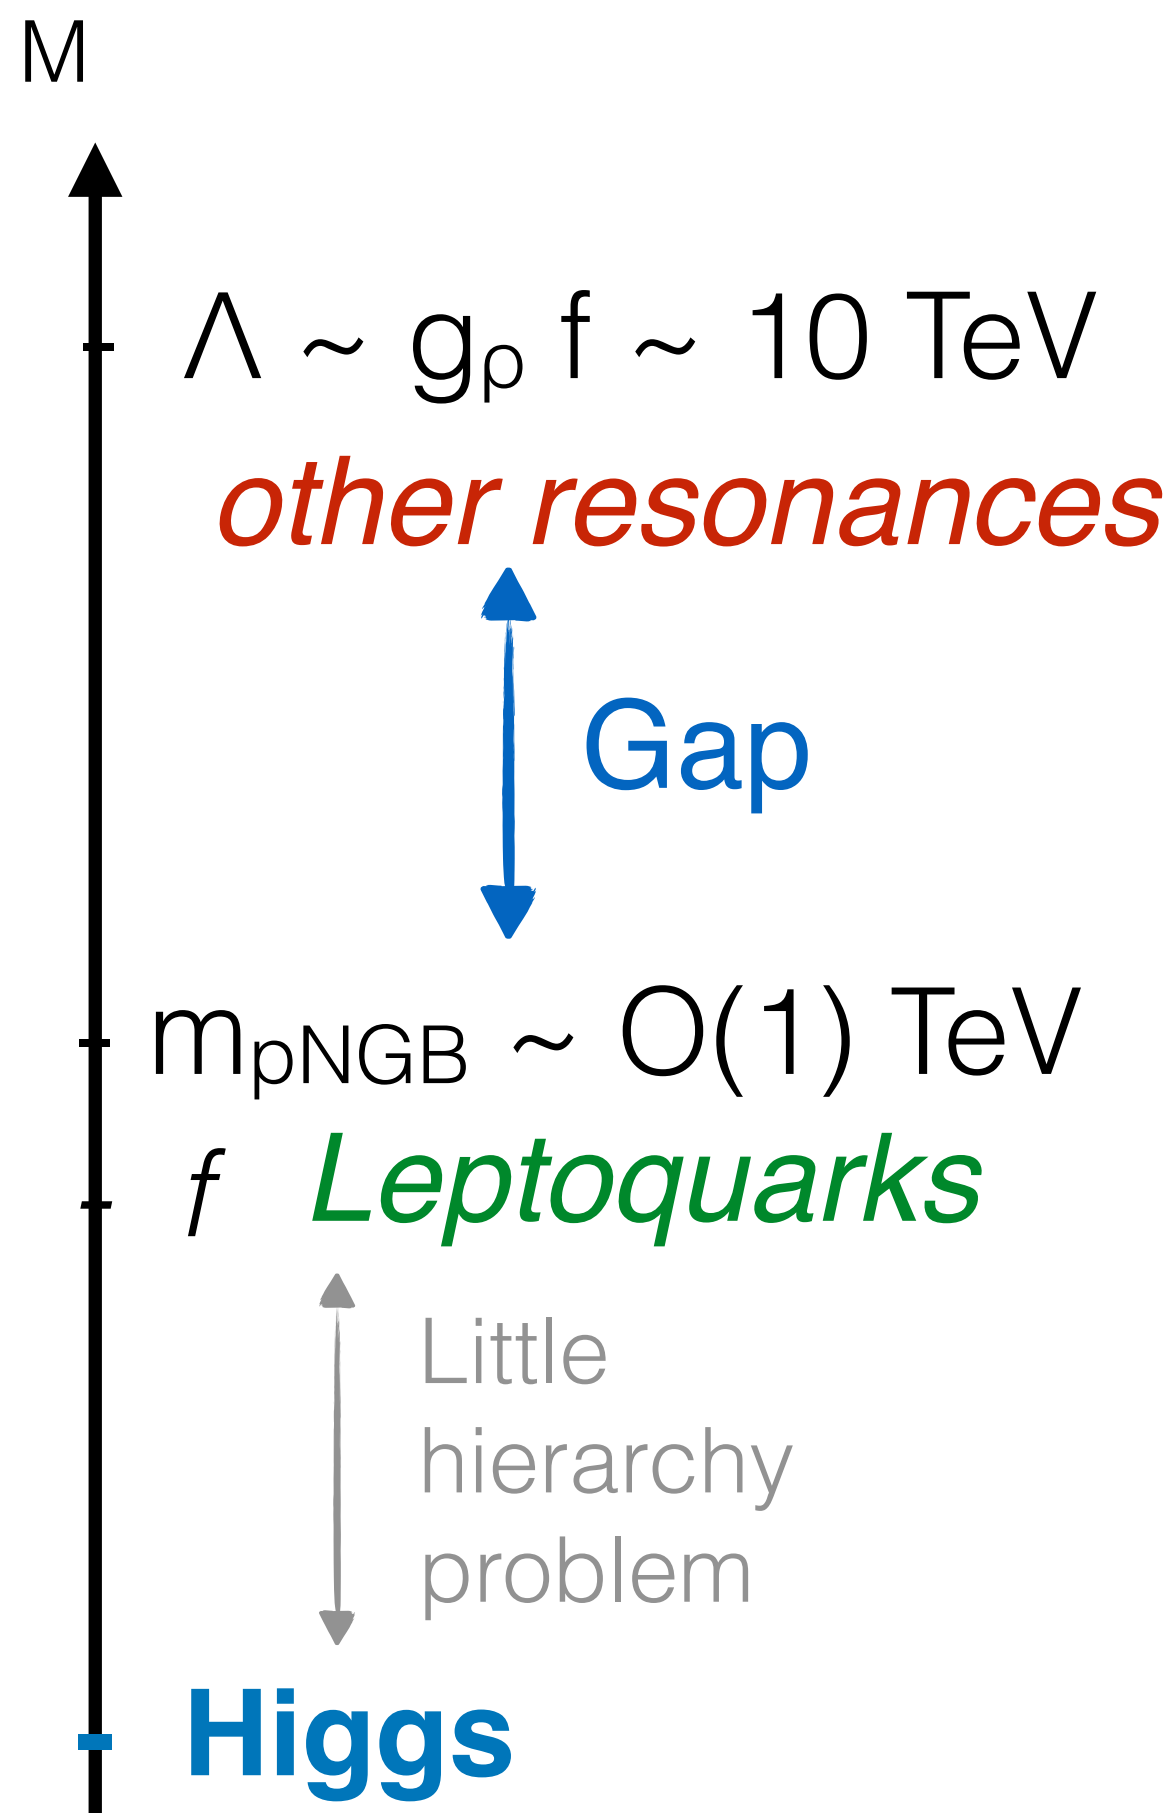 M
Λ ~ gρ f ~ 10 TeV
other resonances
Gap
mpNGB ~ O(1) TeV
f Leptoquarks
Little
hierarchy
problem
Higgs